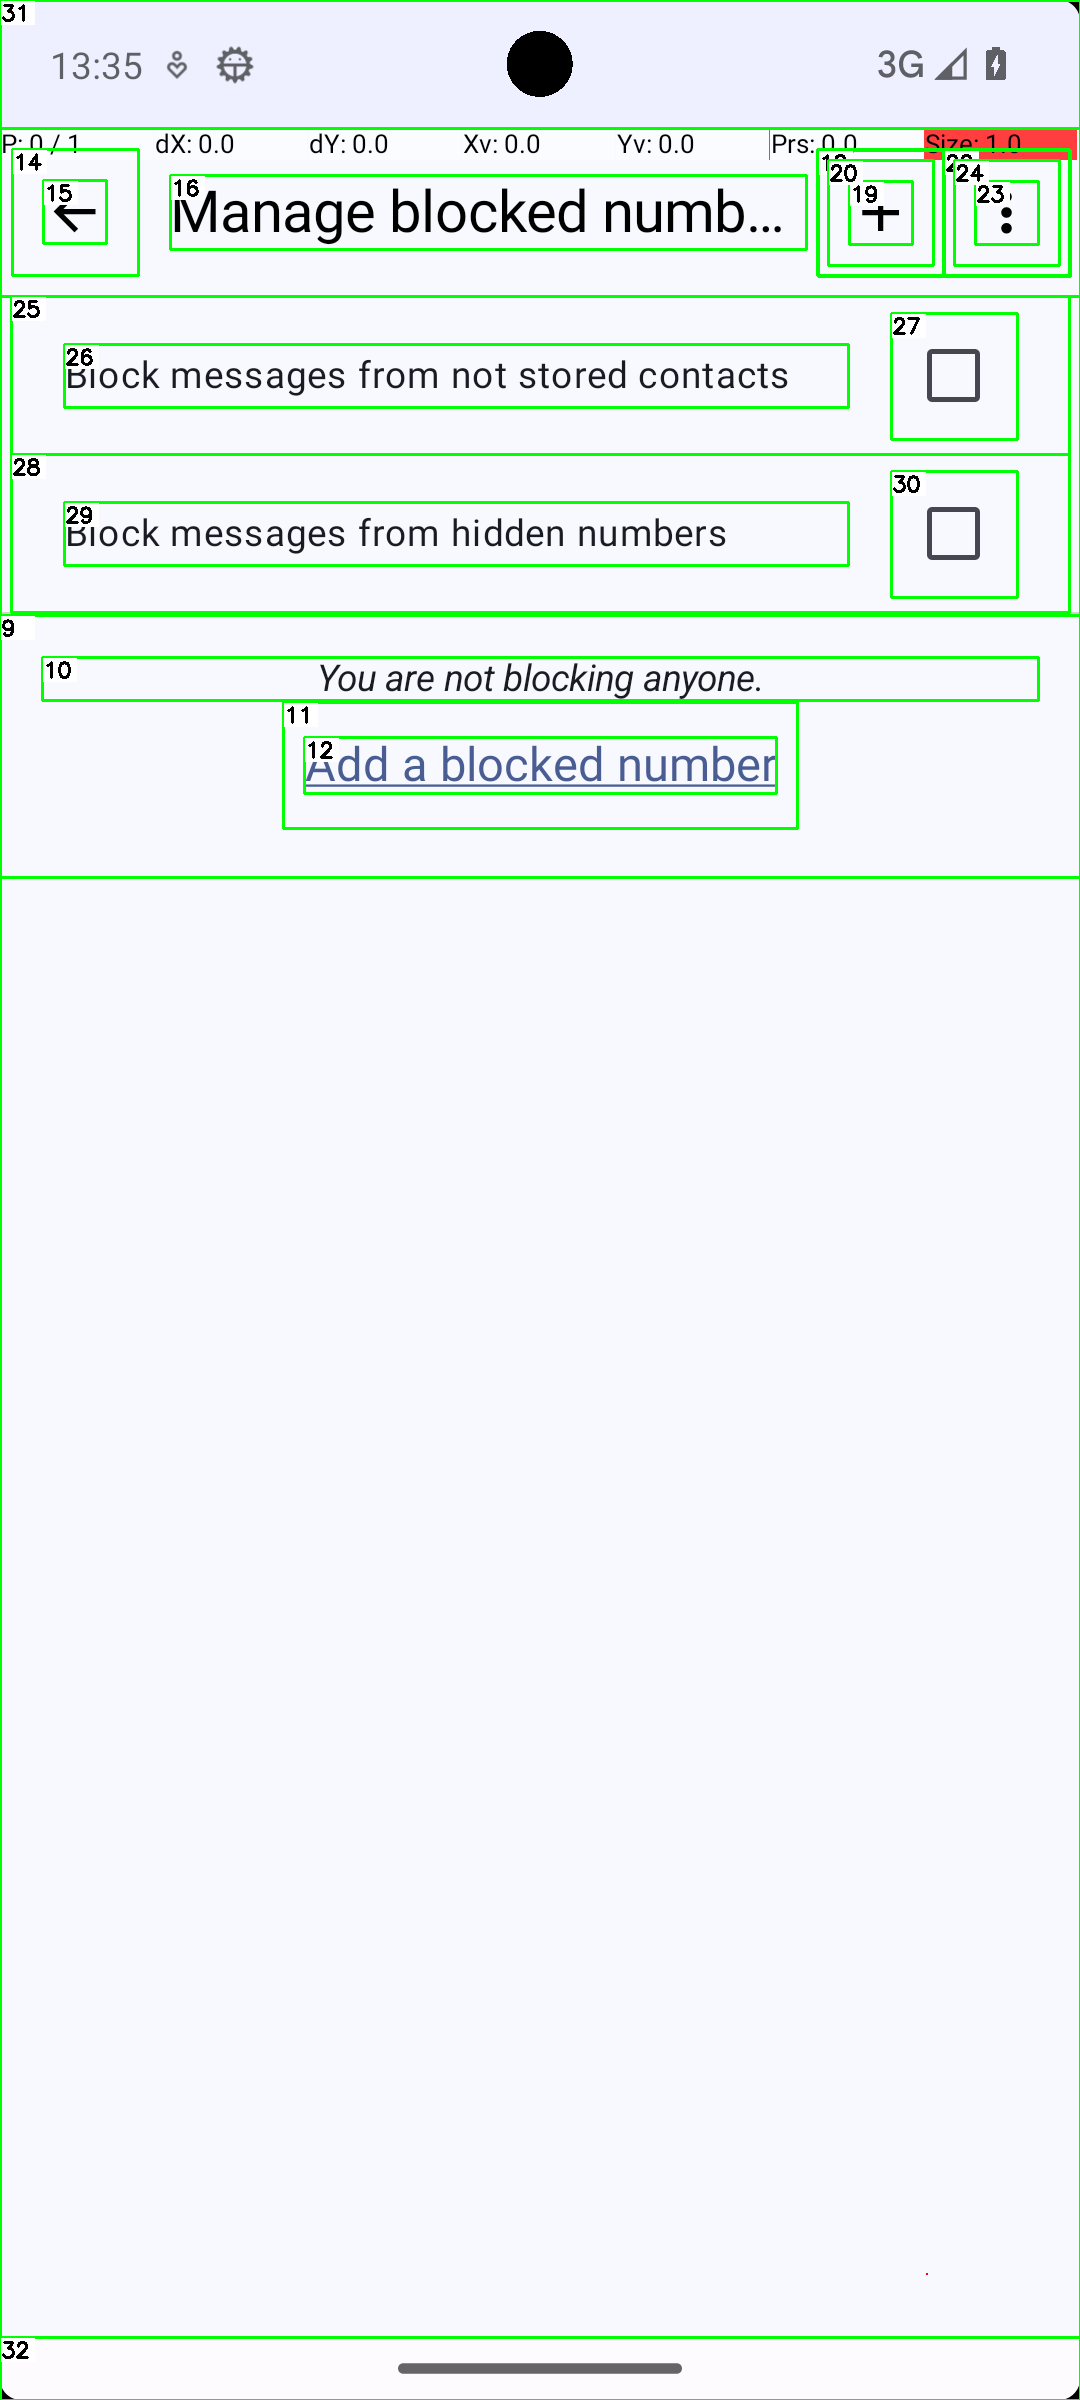 31
13:35 3G
P: 0 / 1 dX: 0.0 dY: 0.0 Xv: 0.0 Yv: 0.0 Prs: 0.0 Size: 1.0
14 15 16 Manage blocked numb… 20 19 24 23
25
26 Block messages from not stored contacts 27
28
29 Block messages from hidden numbers 30
9
10 You are not blocking anyone.
11
12 Add a blocked number
32